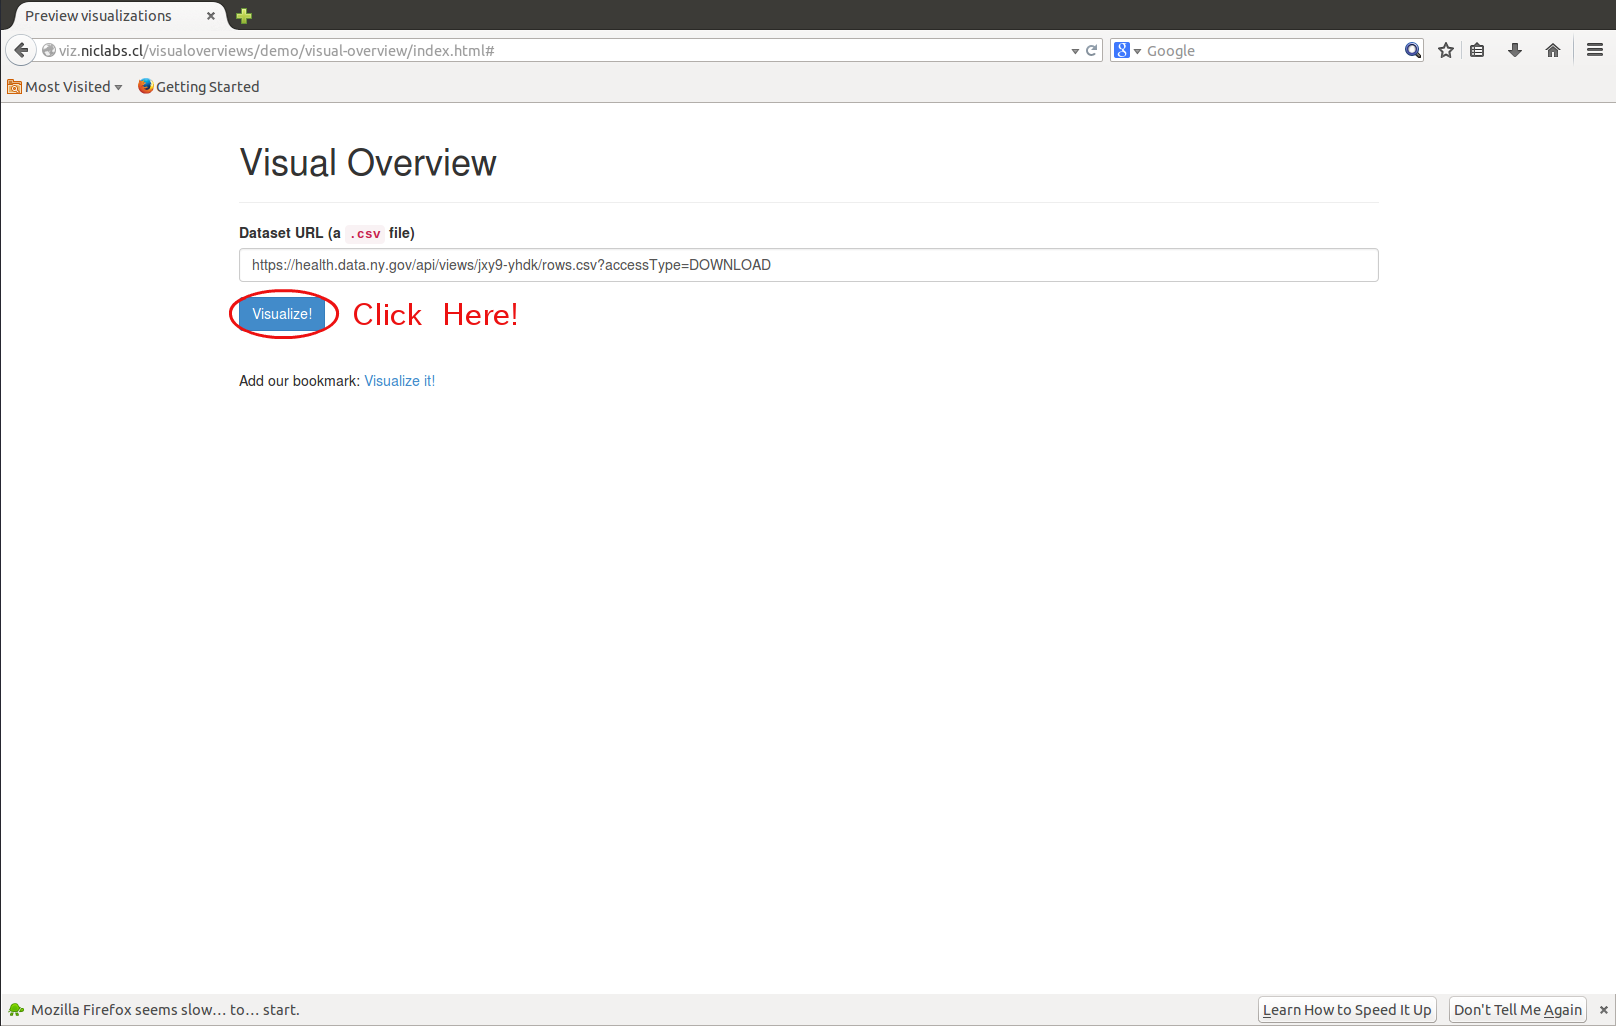 Preview visualizations
viz.niclabs.cl/visualoverviews/demo/visual-overview/index.html#
Google
Most Visited Getting Started
Visual Overview
Dataset URL (a .csv file)
https://health.data.ny.gov/api/views/jxy9-yhdk/rows.csv?accessType=DOWNLOAD
Visualize! Click Here!
Add our bookmark: Visualize it!
Mozilla Firefox seems slow... to... start. Learn How to Speed It Up Don't Tell Me Again